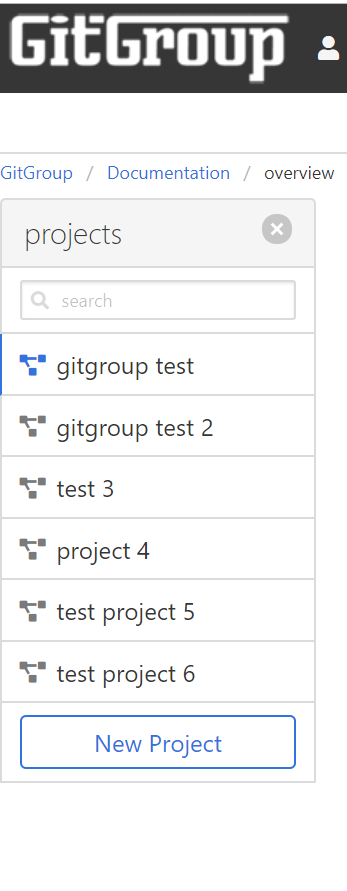 GitGroup
GitGroup / Documentation / overview
projects
search
gitgroup test
gitgroup test 2
test 3
project 4
test project 5
test project 6
New Project